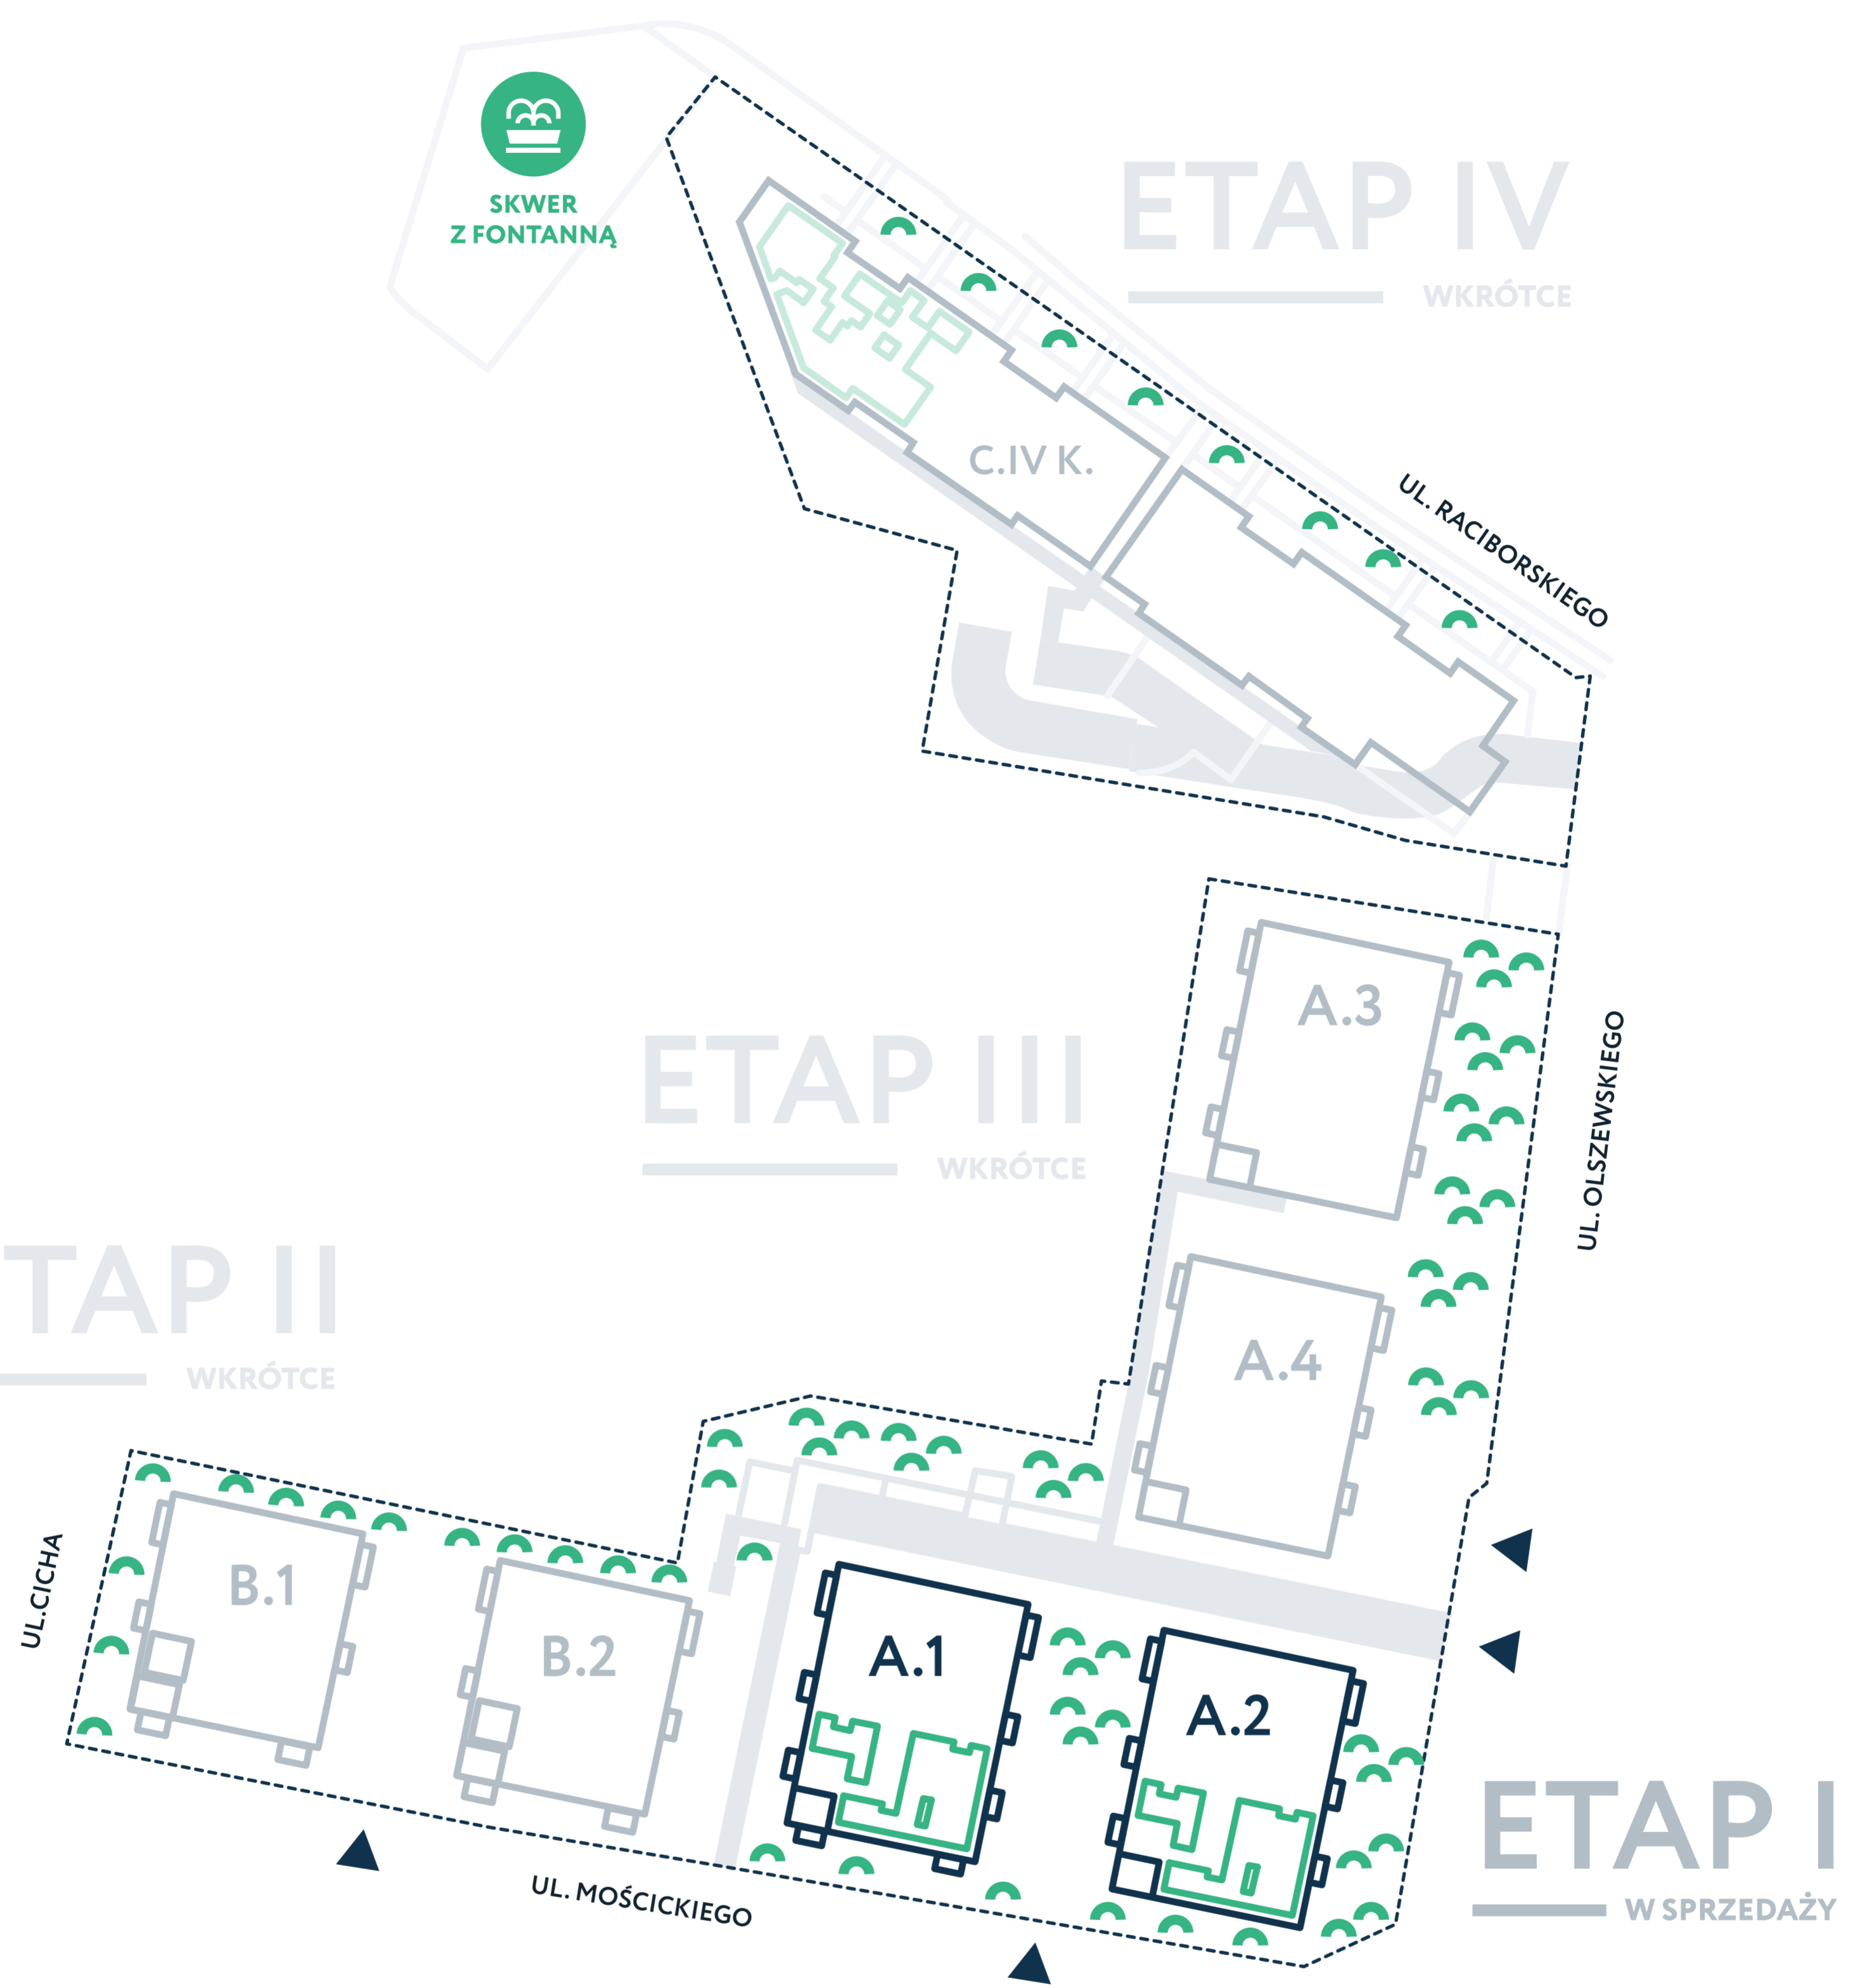 SKWER
Z FONTANNĄ
ETAP IV
WKRÓTCE
C.IV K.
UL. RACIBORSKIEGO
A.3
ETAP III
WKRÓTCE
UL. OLSZEWSKIEGO
TAP II
WKRÓTCE
A.4
UL.CICHA
B.1
B.2
A.1
A.2
ETAP I
W SPRZEDAŻY
UL. MOŚCICKIEGO